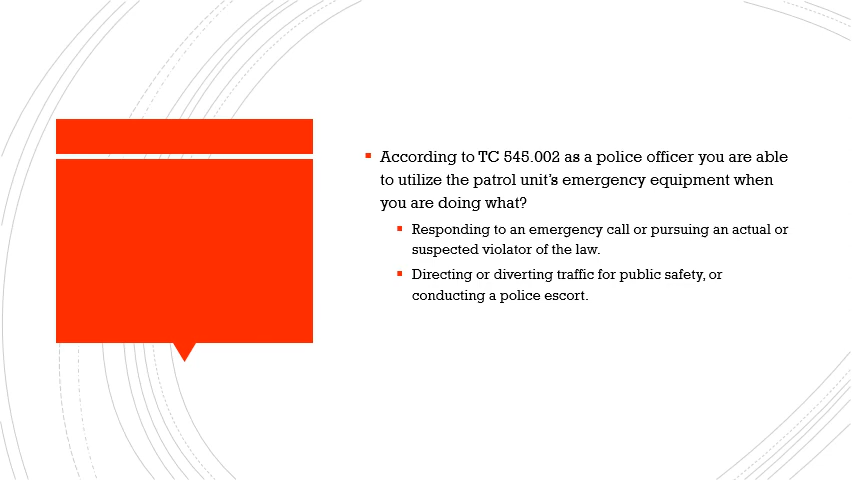 According to TC 545.002 as a police officer you are able
to utilize the patrol unit’s emergency equipment when
you are doing what?
Responding to an emergency call or pursuing an actual or
suspected violator of the law.
Directing or diverting traffic for public safety, or
conducting a police escort.